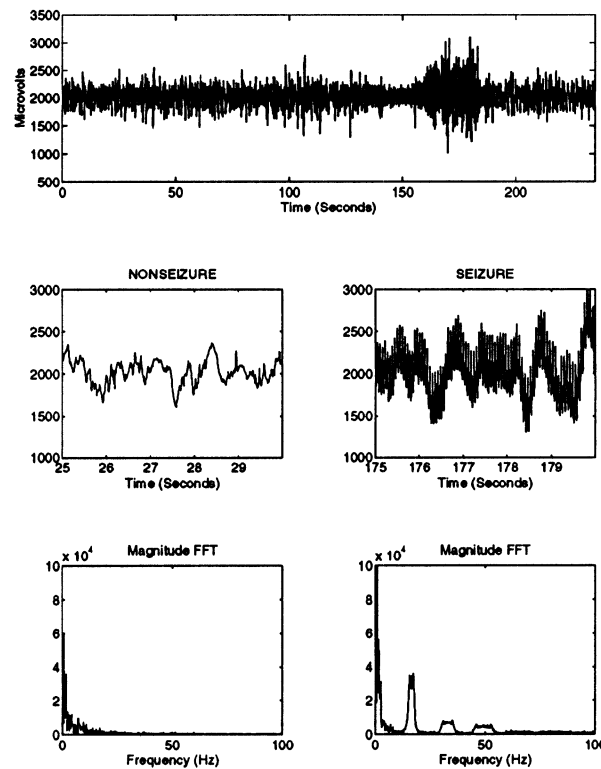 3500
3000
2500
2000
1500
1000
500
Microvolts
0 50 100 150 200
Time (Seconds)
NONSEIZURE
3000
2500
2000
1500
1000
25 26 27 28 29
Time (Seconds)
SEIZURE
3000
2500
2000
1500
1000
175 176 177 178 179
Time (Seconds)
x 10^4
Magnitude FFT
10
8
6
4
2
0
0 50 100
Frequency (Hz)
x 10^4
Magnitude FFT
10
8
6
4
2
0
0 50 100
Frequency (Hz)